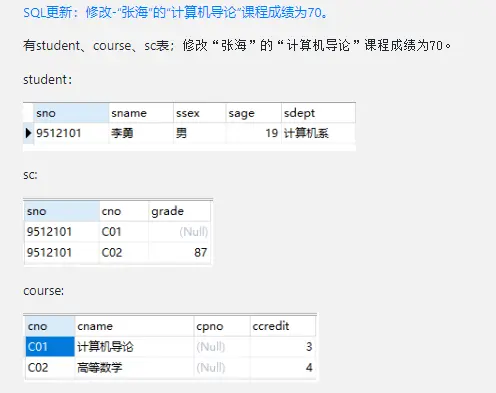 SQL更新：修改-“张海”的“计算机导论”课程成绩为70。
有student、course、sc表；修改“张海”的“计算机导论”课程成绩为70。
student：
sno sname ssex sage sdept
9512101 李勇 男 19 计算机系
sc:
sno cno grade
9512101 C01 (Null)
9512101 C02 87
course:
cno cname cpno ccredit
C01 计算机导论 (Null) 3
C02 高等数学 (Null) 4